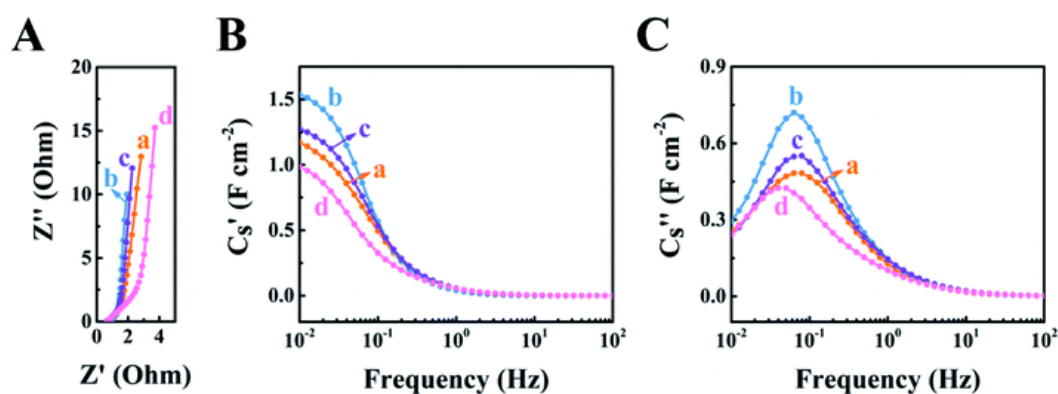 A
B
C
20
15
10
5
0
Z'' (Ohm)
d
a
c
b
0 2 4
Z' (Ohm)
1.5
1.0
0.5
0.0
Cs' (F cm⁻²)
b
c
a
d
10⁻² 10⁻¹ 10⁰ 10¹ 10²
Frequency (Hz)
0.9
0.6
0.3
0.0
Cs'' (F cm⁻²)
b
c
a
d
10⁻² 10⁻¹ 10⁰ 10¹ 10²
Frequency (Hz)